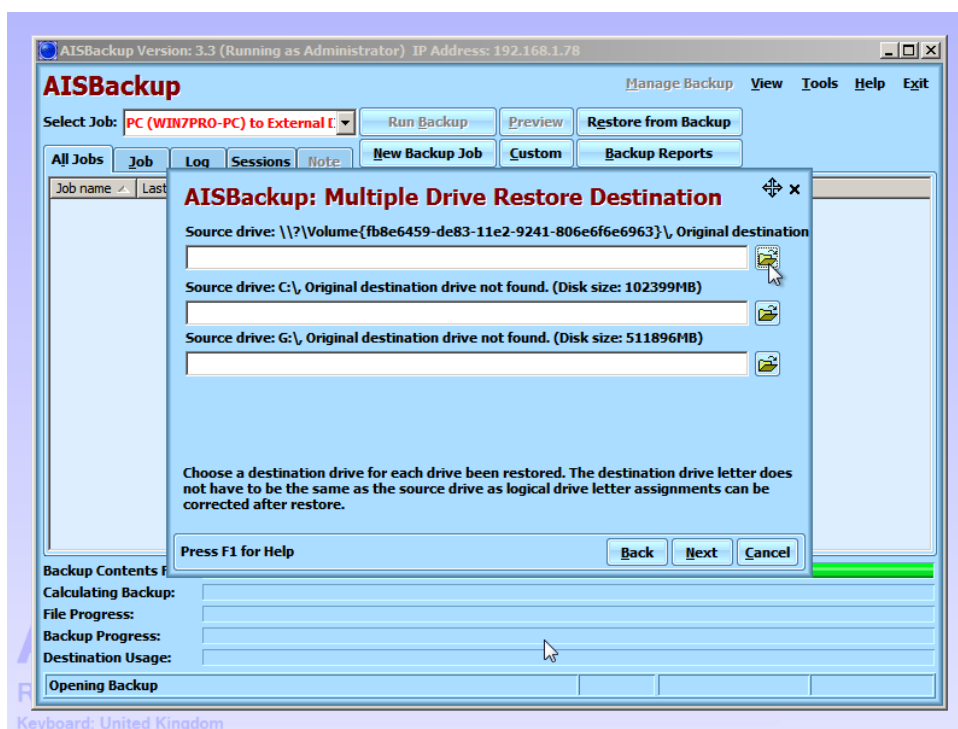 AISBackup Version: 3.3 (Running as Administrator) IP Address: 192.168.1.78
AISBackup
Manage Backup View Tools Help Exit
Select Job: PC (WIN7PRO-PC) to External
Run Backup Preview Restore from Backup
All Jobs Job Log Sessions Note
New Backup Job Custom Backup Reports
Job name Last
AISBackup: Multiple Drive Restore Destination
Source drive: \\?\Volume{fb8e6459-de83-11e2-9241-806e6f6e6963}\, Original destination
Source drive: C:\, Original destination drive not found. (Disk size: 102399MB)
Source drive: G:\, Original destination drive not found. (Disk size: 511896MB)
Choose a destination drive for each drive been restored. The destination drive letter does
not have to be the same as the source drive as logical drive letter assignments can be
corrected after restore.
Press F1 for Help
Back Next Cancel
Backup Contents
Calculating Backup:
File Progress:
Backup Progress:
Destination Usage:
Opening Backup
Keyboard: United Kingdom